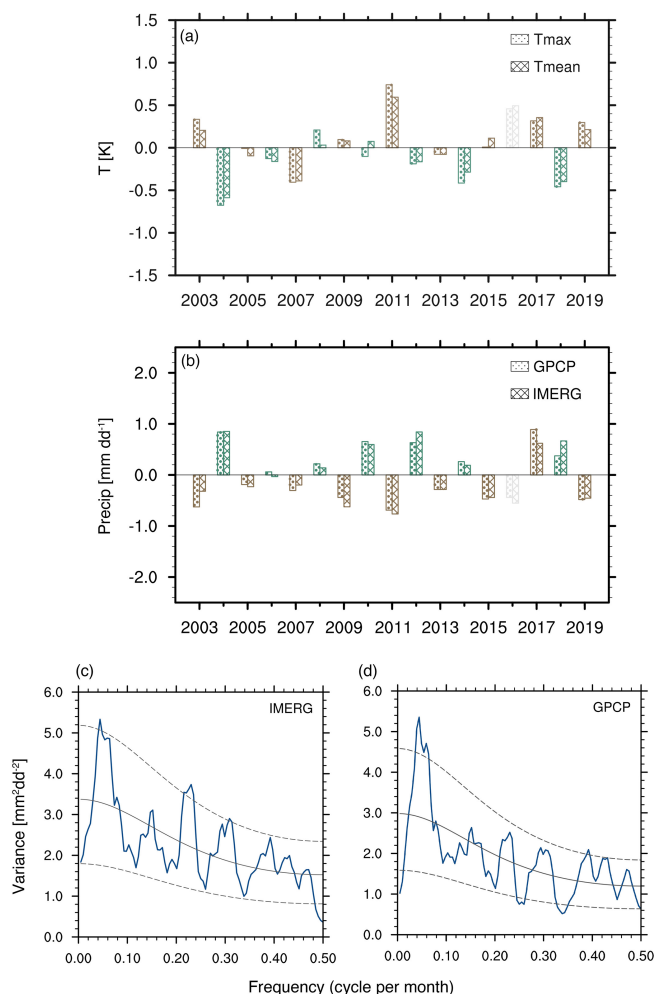 (a)
Tmax
Tmean
T [K]
1.5
1.0
0.5
0.0
-0.5
-1.0
-1.5
2003 2005 2007 2009 2011 2013 2015 2017 2019
(b)
GPCP
IMERG
Precip [mm dd⁻¹]
2.0
1.0
0.0
-1.0
-2.0
2003 2005 2007 2009 2011 2013 2015 2017 2019
(c)
IMERG
Variance [mm²dd⁻²]
6.0
5.0
4.0
3.0
2.0
1.0
0.0
0.00 0.10 0.20 0.30 0.40 0.50
(d)
GPCP
6.0
5.0
4.0
3.0
2.0
1.0
0.0
0.00 0.10 0.20 0.30 0.40 0.50
Frequency (cycle per month)